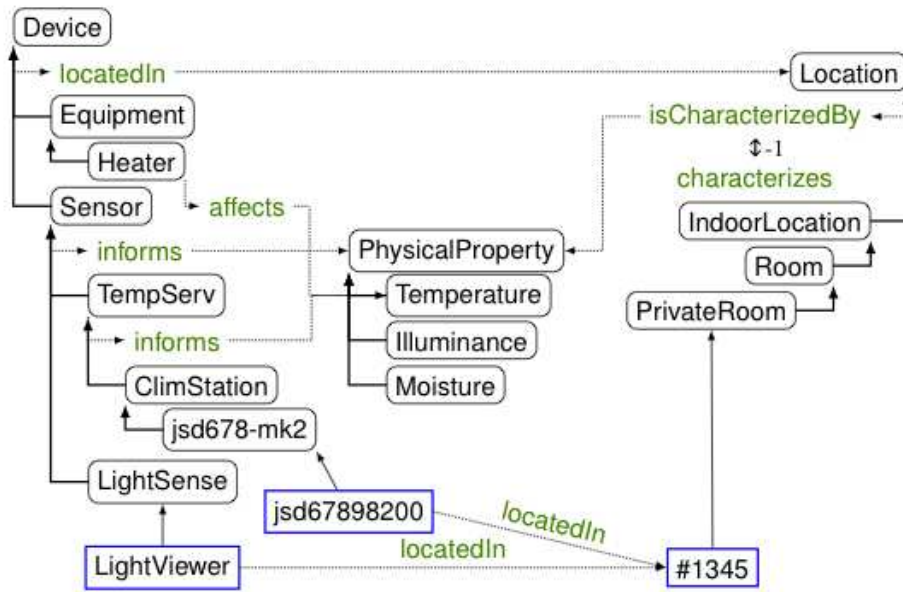 Device
locatedIn
Location
Equipment
isCharacterizedBy
Heater
↕-1
characterizes
Sensor
affects
IndoorLocation
informs
PhysicalProperty
Room
TempServ
Temperature
PrivateRoom
informs
Illuminance
ClimStation
Moisture
jsd678-mk2
LightSense
jsd67898200
locatedIn
locatedIn
LightViewer
#1345